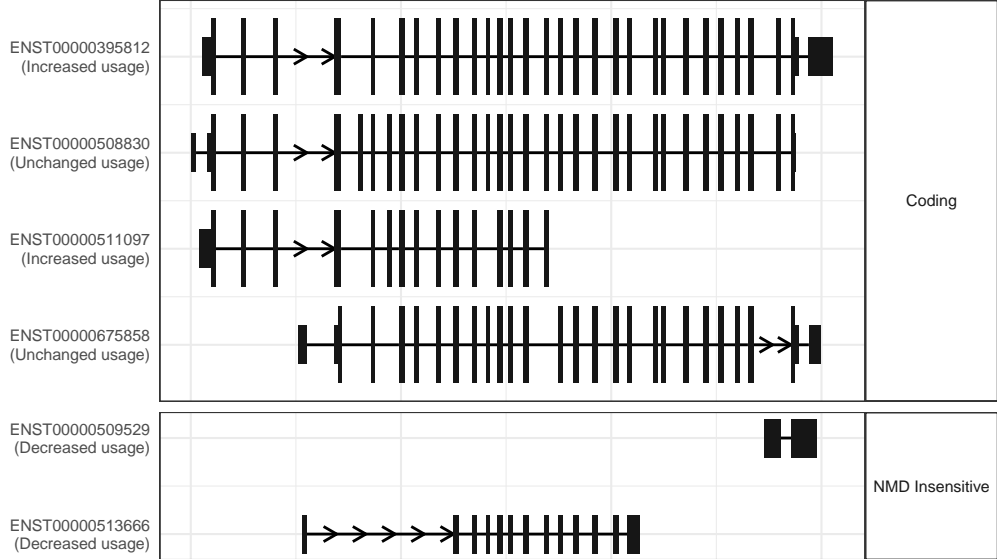 ENST00000395812
(Increased usage)
ENST00000508830
(Unchanged usage)
ENST00000511097
(Increased usage)
ENST00000675858
(Unchanged usage)
Coding
ENST00000509529
(Decreased usage)
ENST00000513666
(Decreased usage)
NMD Insensitive